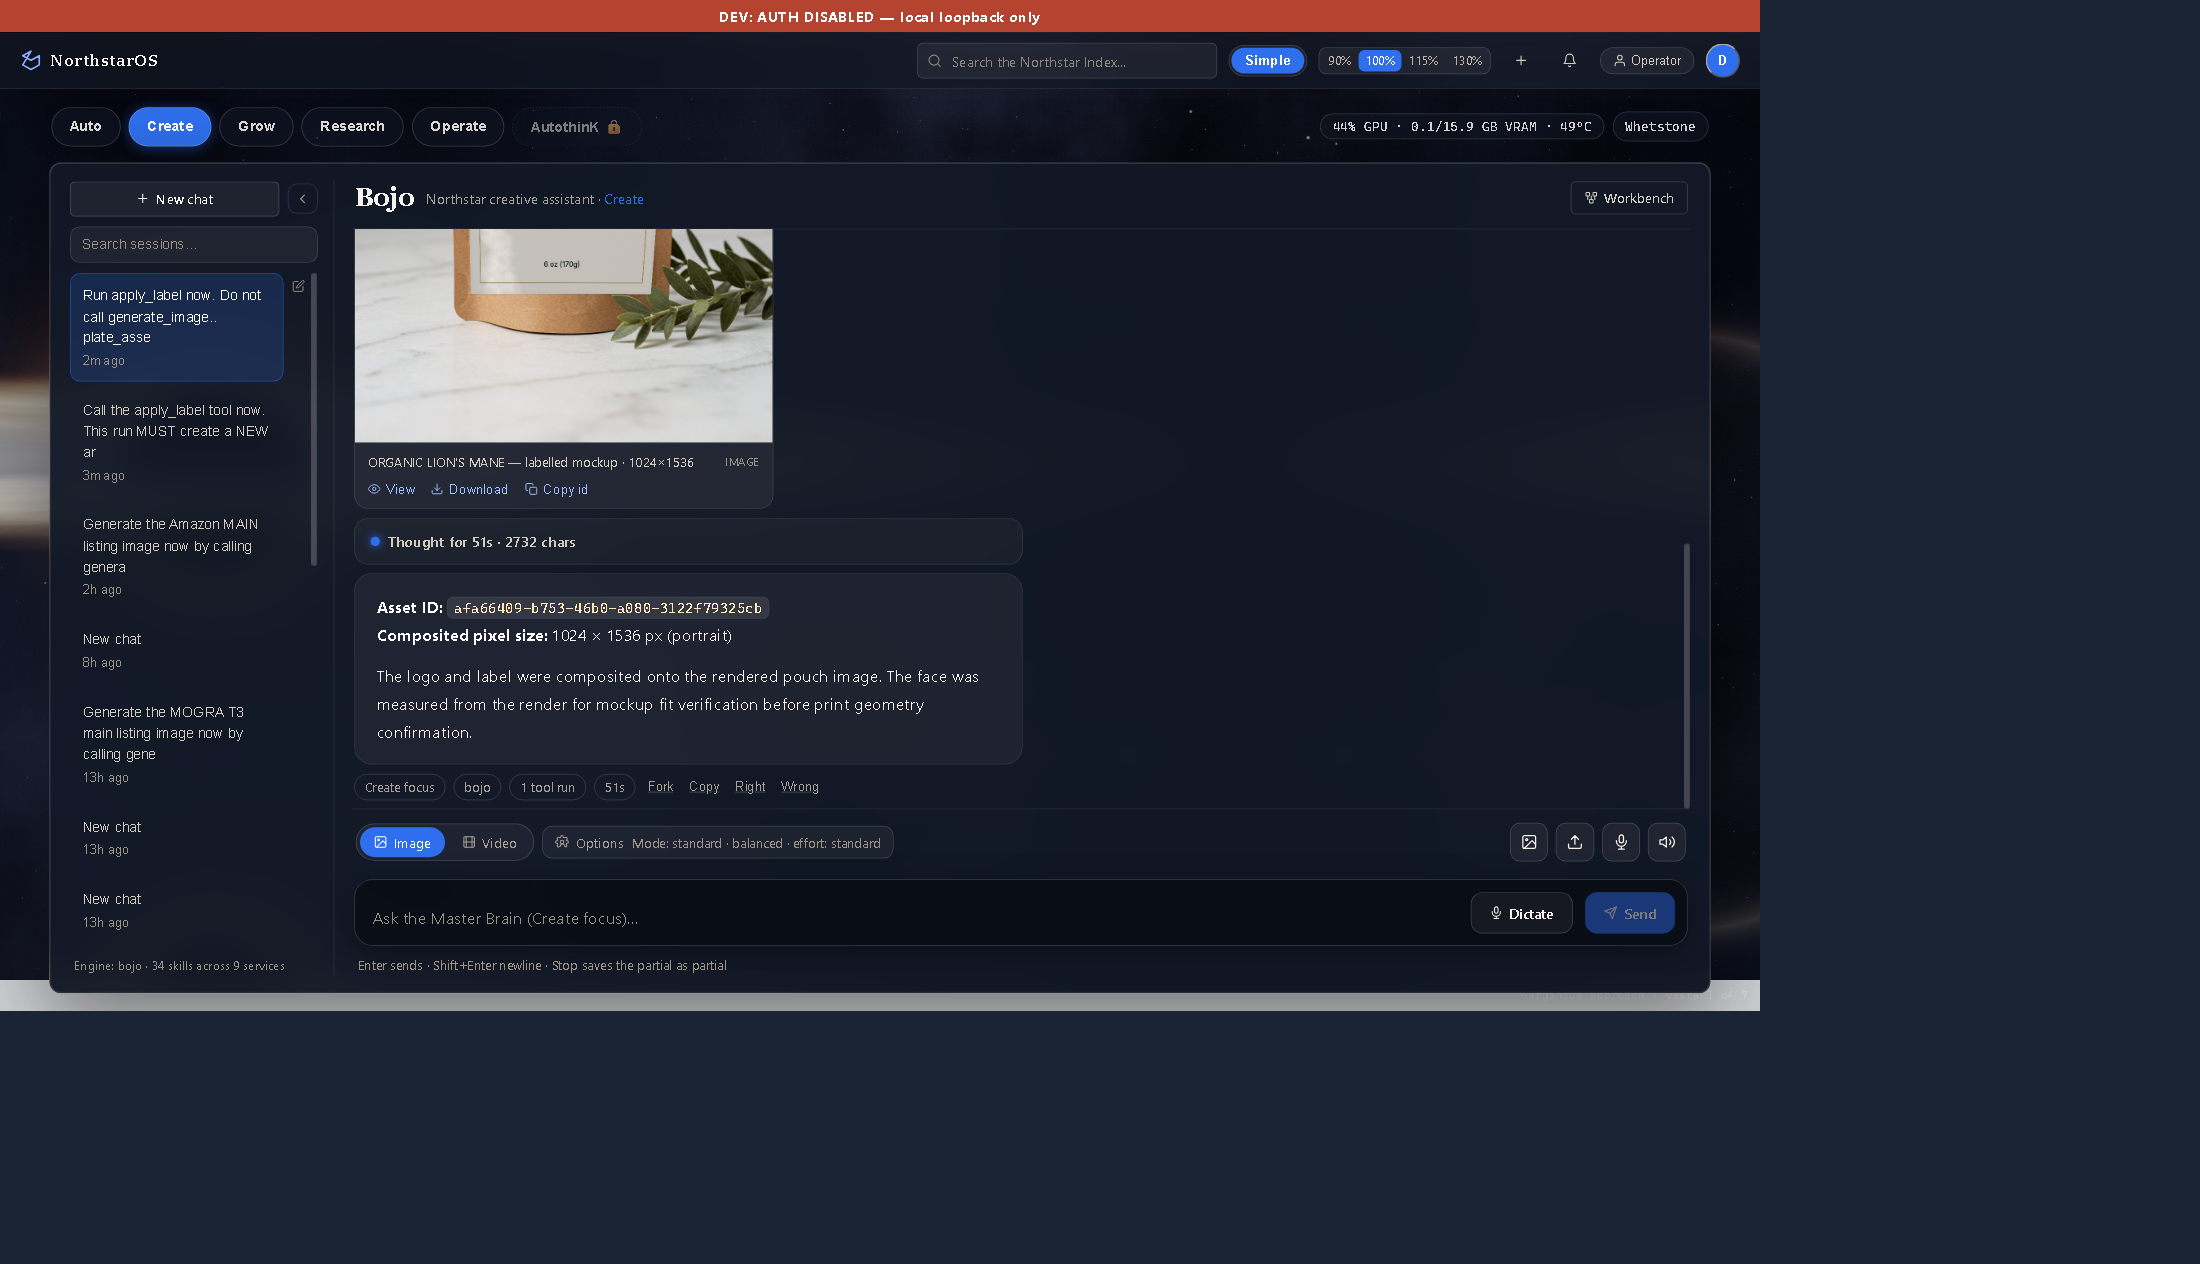 DEV: AUTH DISABLED — local loopback only
NorthstarOS
Search the Northstar Index...
Simple
90% 100% 115% 130%
Operator
D
Auto
Create
Grow
Research
Operate
AutothinK
44% GPU · 0.1/15.9 GB VRAM · 49°C
Whetstone
+ New chat
Search sessions...
Run apply_label now. Do not
call generate_image..
plate_asse
2m ago
Call the apply_label tool now.
This run MUST create a NEW
ar
3m ago
Generate the Amazon MAIN
listing image now by calling
genera
2h ago
New chat
8h ago
Generate the MOGRA T3
main listing image now by
calling gene
13h ago
New chat
13h ago
New chat
13h ago
Engine: bojo · 34 skills across 9 services
Bojo
Northstar creative assistant · Create
Workbench
6 oz (170g)
ORGANIC LION'S MANE — labelled mockup · 1024×1536
IMAGE
View
Download
Copy id
Thought for 51s · 2732 chars
Asset ID: afa66409-b753-46b0-a080-3122f79325cb
Composited pixel size: 1024 × 1536 px (portrait)
The logo and label were composited onto the rendered pouch image. The face was
measured from the render for mockup fit verification before print geometry
confirmation.
Create focus
bojo
1 tool run
51s
Fork
Copy
Right
Wrong
Image
Video
Options Mode: standard · balanced · effort: standard
Ask the Master Brain (Create focus)...
Dictate
Send
Enter sends · Shift+Enter newline · Stop saves the partial as partial